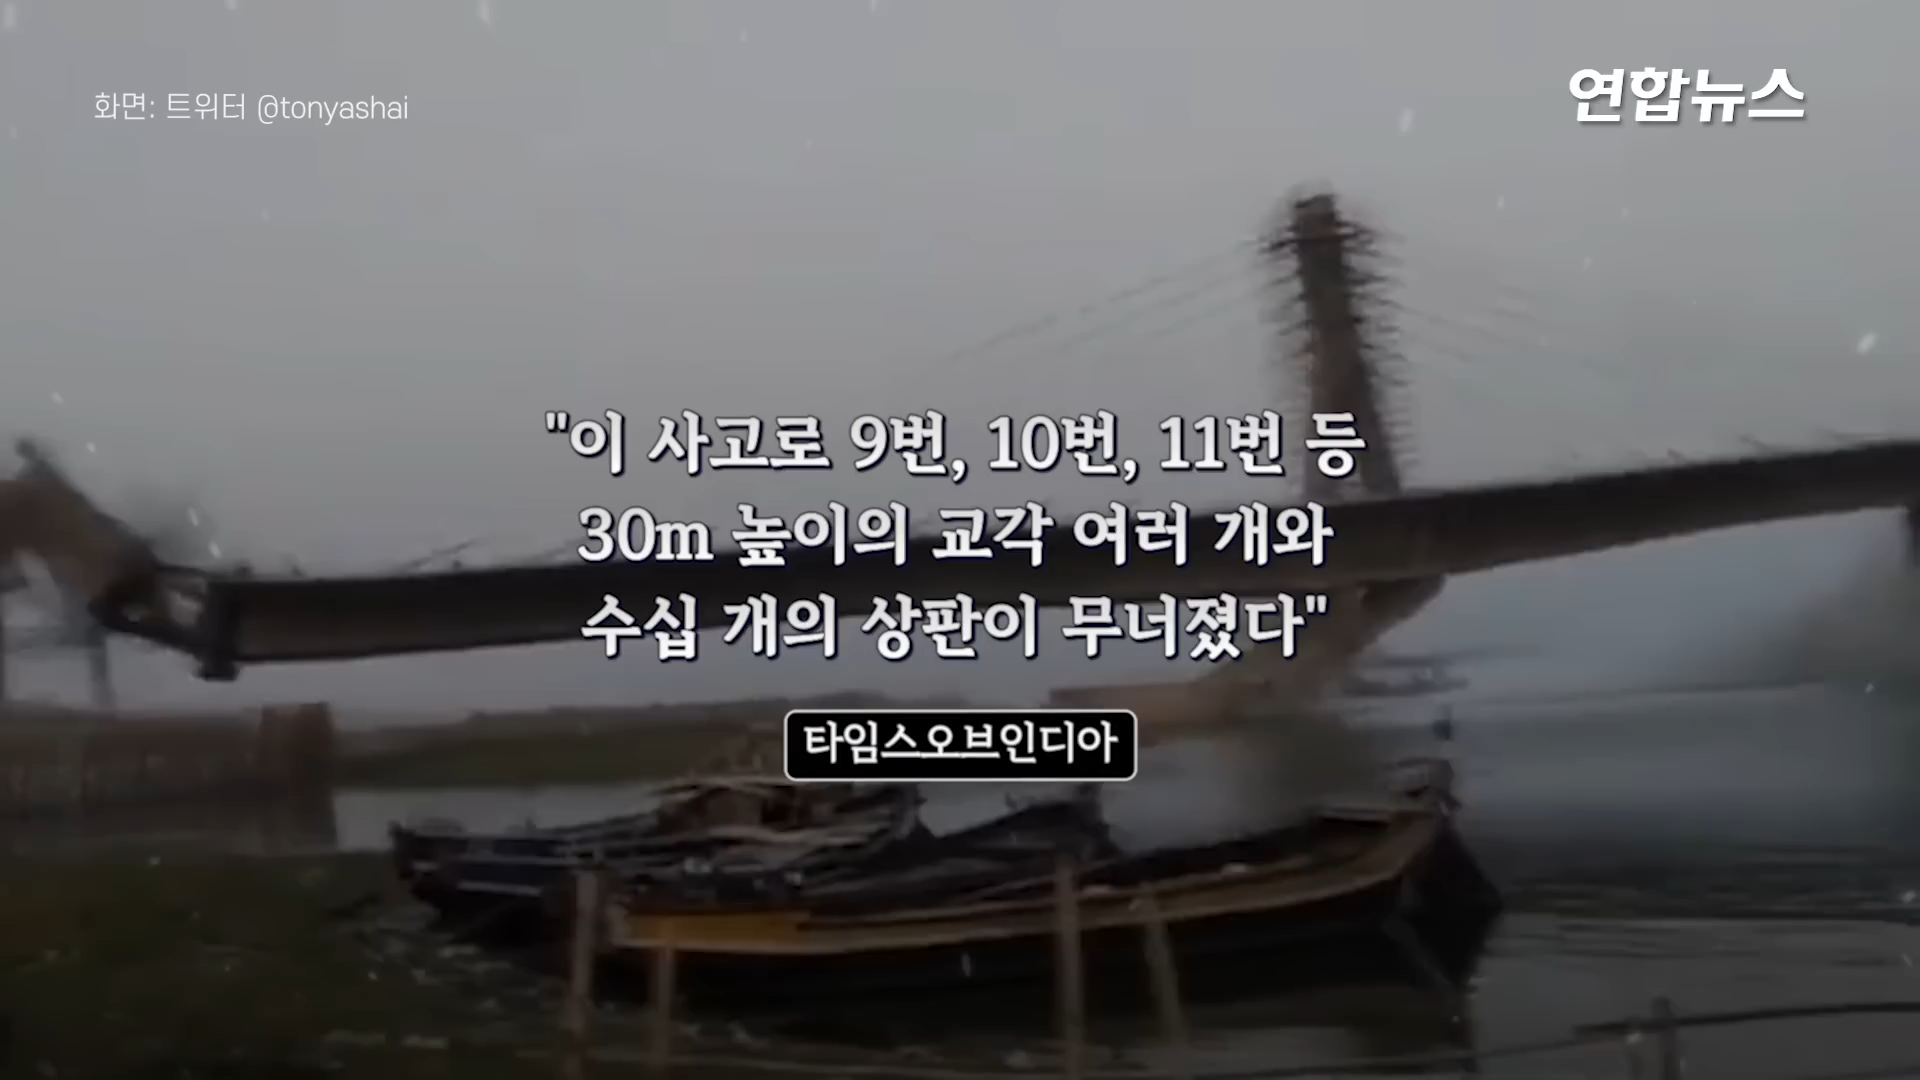 화면: 트위터 @tonyashai
연합뉴스
"이 사고로 9번, 10번, 11번 등
30m 높이의 교각 여러 개와
수십 개의 상판이 무너졌다"
타임스오브인디아